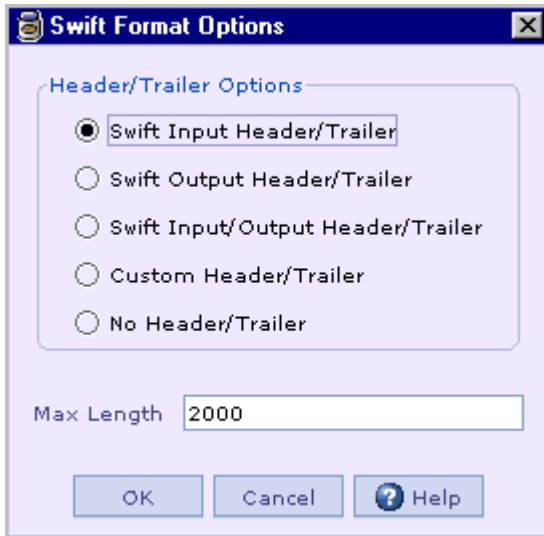 Swift Format Options
Header/Trailer Options
Swift Input Header/Trailer
Swift Output Header/Trailer
Swift Input/Output Header/Trailer
Custom Header/Trailer
No Header/Trailer
Max Length 2000
OK Cancel Help